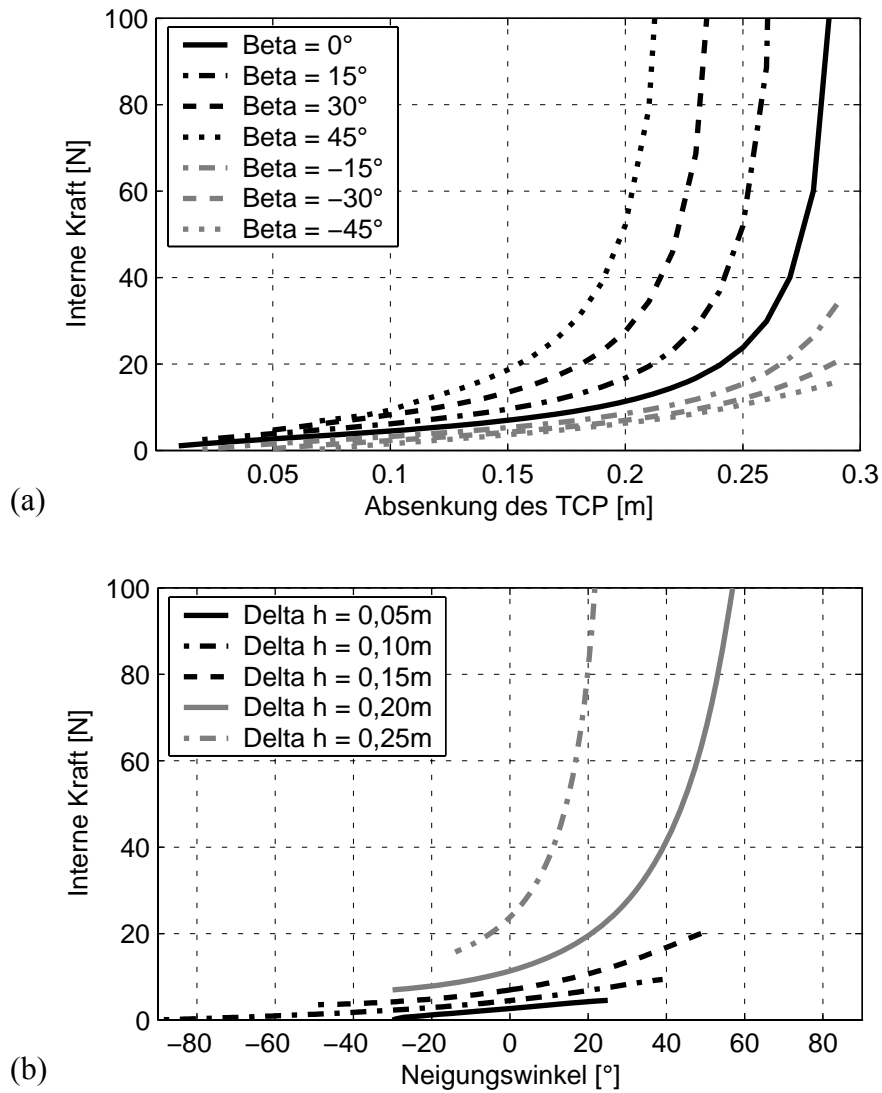 100
80
60
40
20
0
Interne Kraft [N]
Beta = 0°
Beta = 15°
Beta = 30°
Beta = 45°
Beta = −15°
Beta = −30°
Beta = −45°
0.05 0.1 0.15 0.2 0.25 0.3
Absenkung des TCP [m]
(a)
100
80
60
40
20
0
Interne Kraft [N]
Delta h = 0,05m
Delta h = 0,10m
Delta h = 0,15m
Delta h = 0,20m
Delta h = 0,25m
−80 −60 −40 −20 0 20 40 60 80
Neigungswinkel [°]
(b)